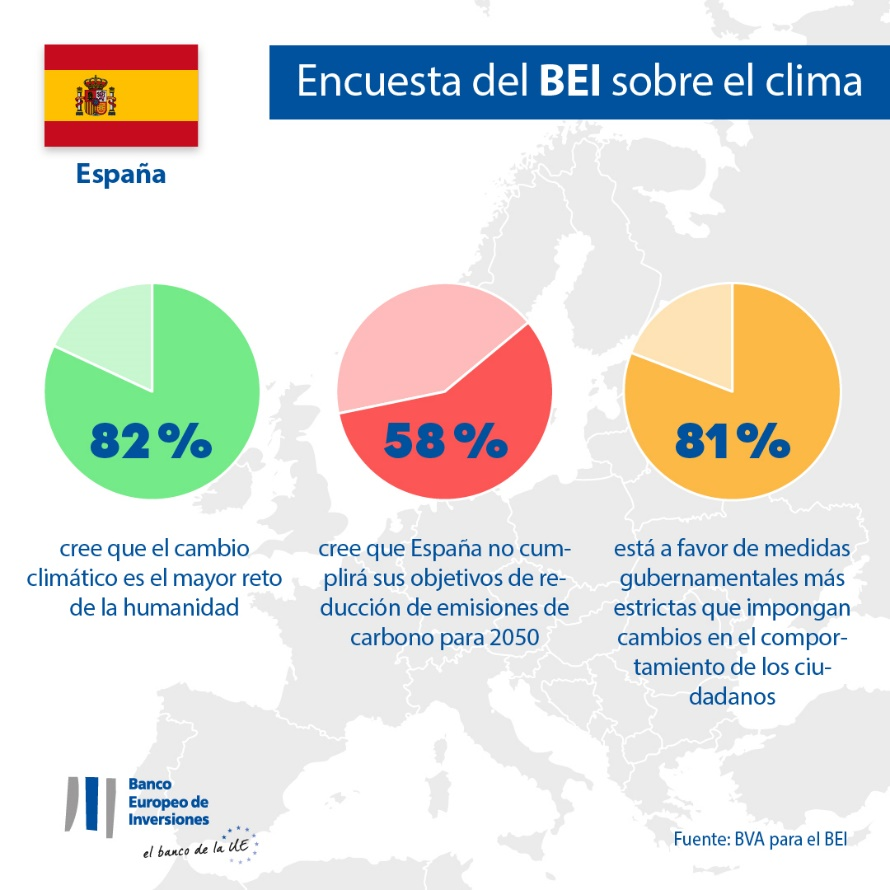 Encuesta del BEI sobre el clima
España
82 %
cree que el cambio
climático es el mayor reto
de la humanidad
58 %
cree que España no cum-
plirá sus objetivos de re-
ducción de emisiones de
carbono para 2050
81 %
está a favor de medidas
gubernamentales más
estrictas que impongan
cambios en el compor-
tamiento de los ciu-
dadanos
Banco
Europeo de
Inversiones
el banco de la UE
Fuente: BVA para el BEI